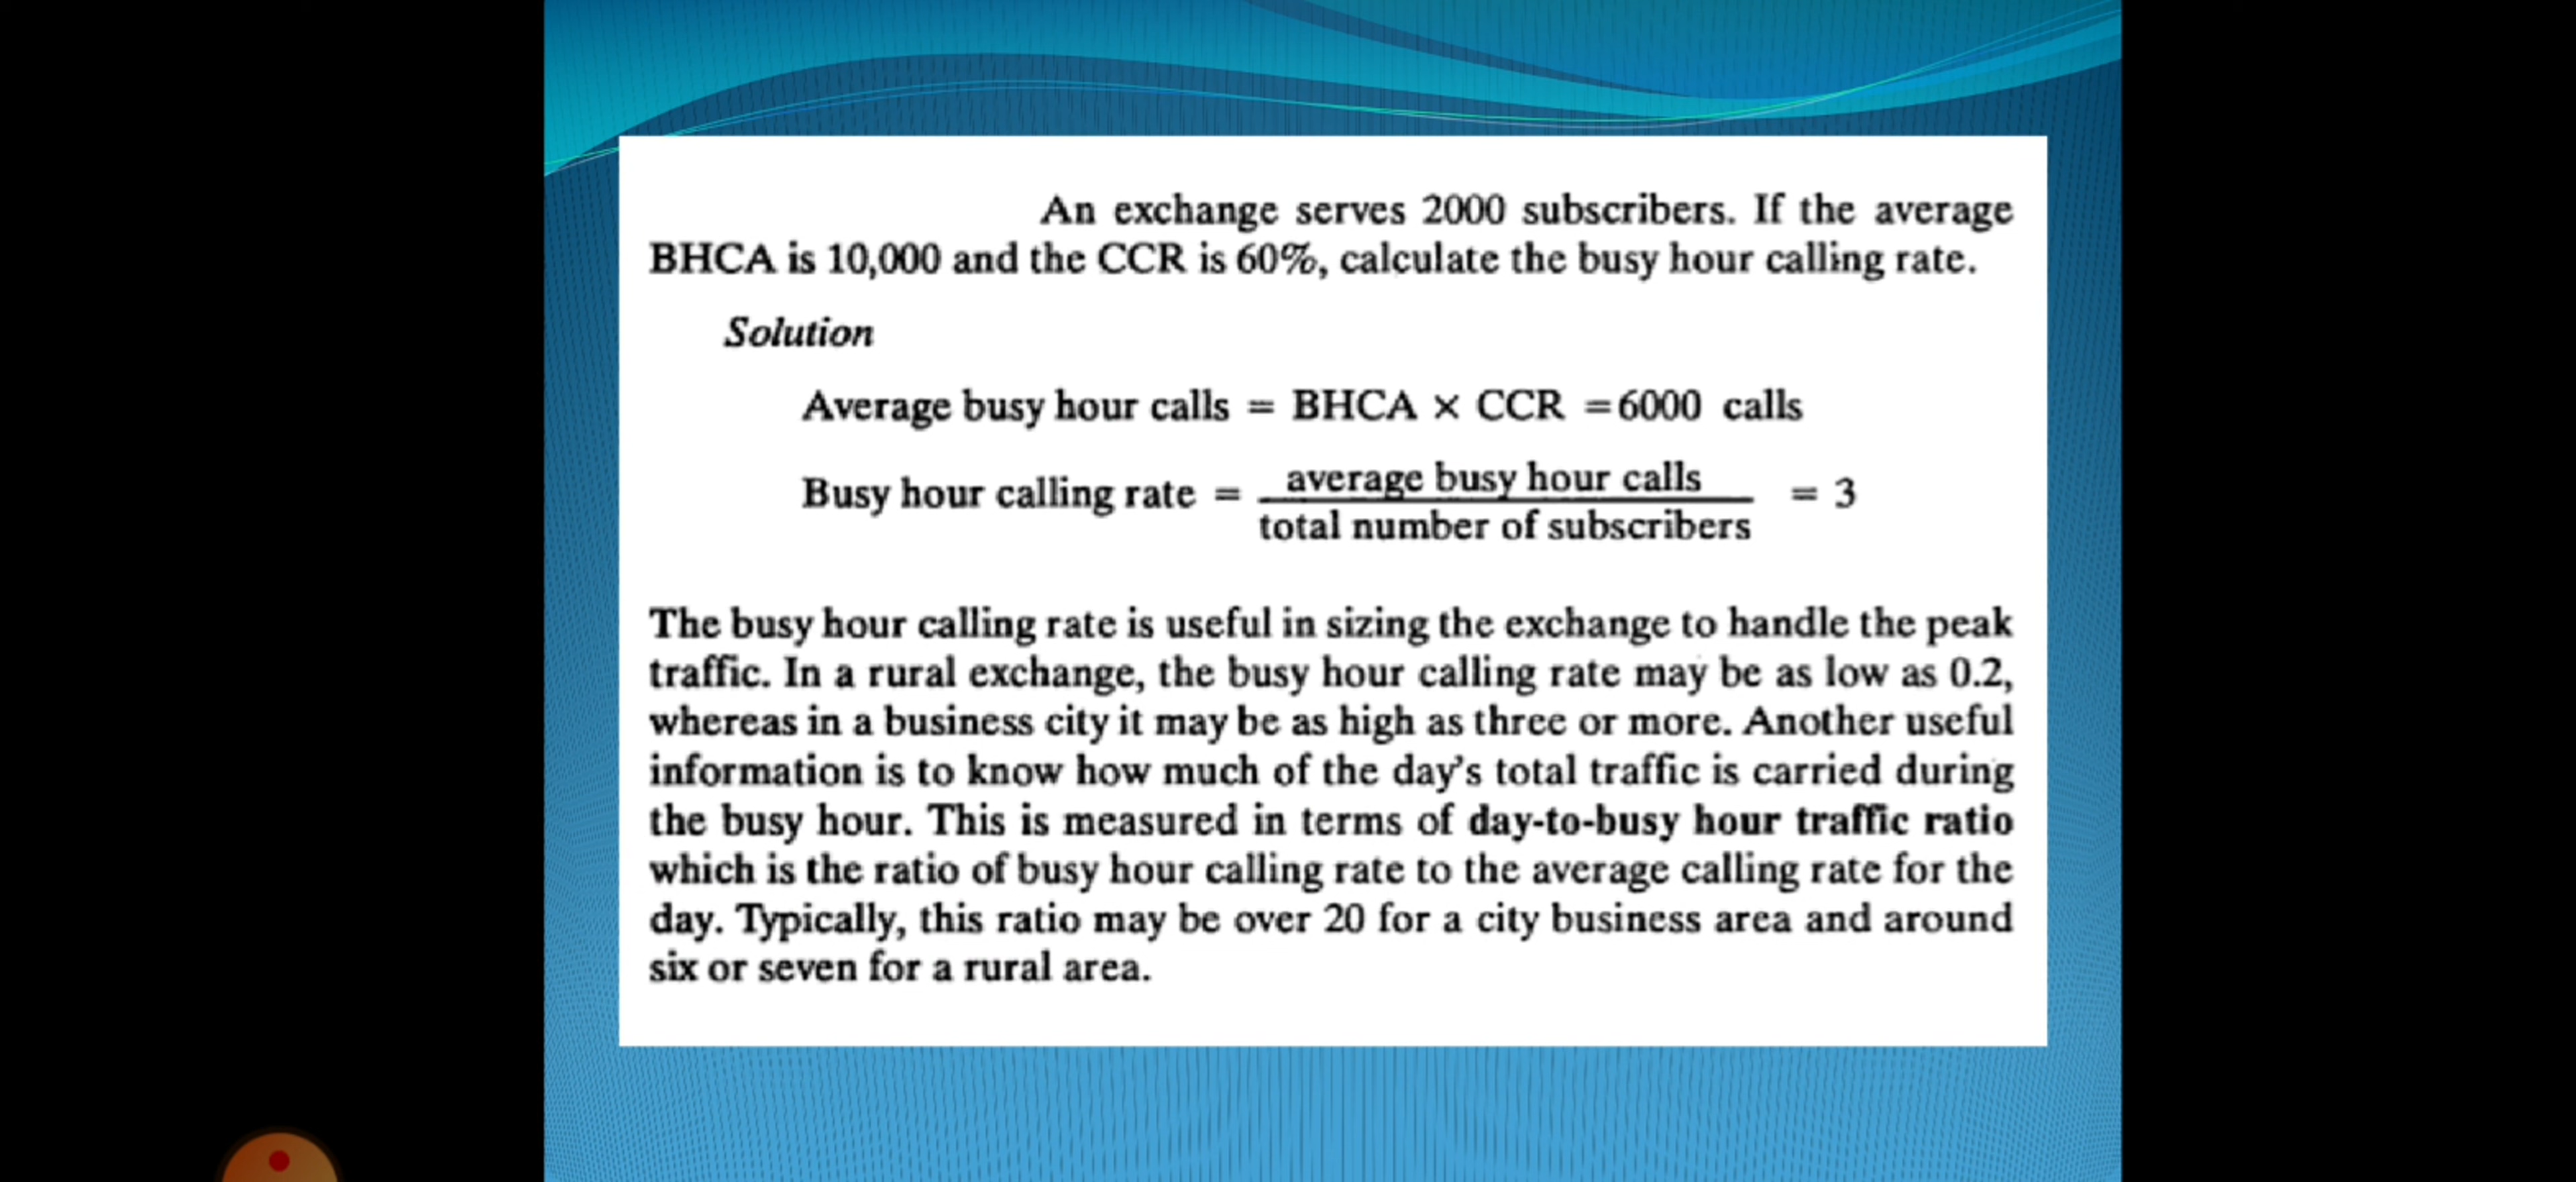 An exchange serves 2000 subscribers. If the average
BHCA is 10,000 and the CCR is 60%, calculate the busy hour calling rate.
Solution
Average busy hour calls = BHCA × CCR =6000 calls
Busy hour calling rate = average busy hour calls / total number of subscribers = 3
The busy hour calling rate is useful in sizing the exchange to handle the peak
traffic. In a rural exchange, the busy hour calling rate may be as low as 0.2,
whereas in a business city it may be as high as three or more. Another useful
information is to know how much of the day's total traffic is carried during
the busy hour. This is measured in terms of day-to-busy hour traffic ratio
which is the ratio of busy hour calling rate to the average calling rate for the
day. Typically, this ratio may be over 20 for a city business area and around
six or seven for a rural area.